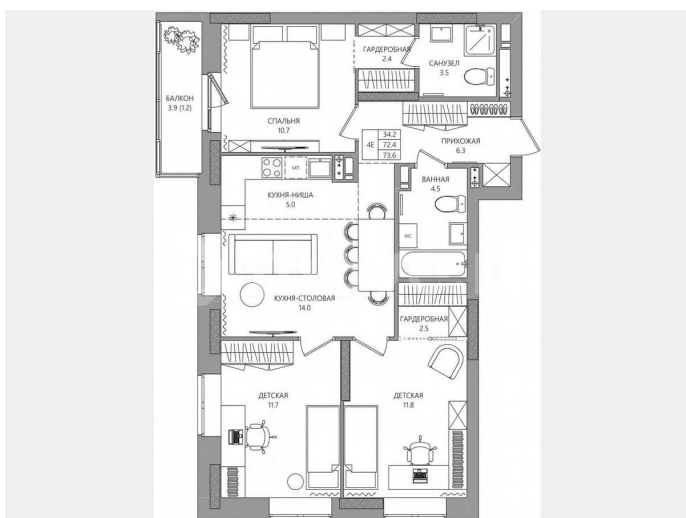 ГАРДЕРОБНАЯ
2.4
САНУЗЕЛ
3.5
БАЛКОН
3.9 (1.2)
СПАЛЬНЯ
10.7
4Е
34.2
72.4
73.6
ПРИХОЖАЯ
6.3
ВАННАЯ
4.5
МП
КУХНЯ-НИША
5.0
МС
КУХНЯ-СТОЛОВАЯ
14.0
ГАРДЕРОБНАЯ
2.5
ДЕТСКАЯ
11.7
ДЕТСКАЯ
11.8